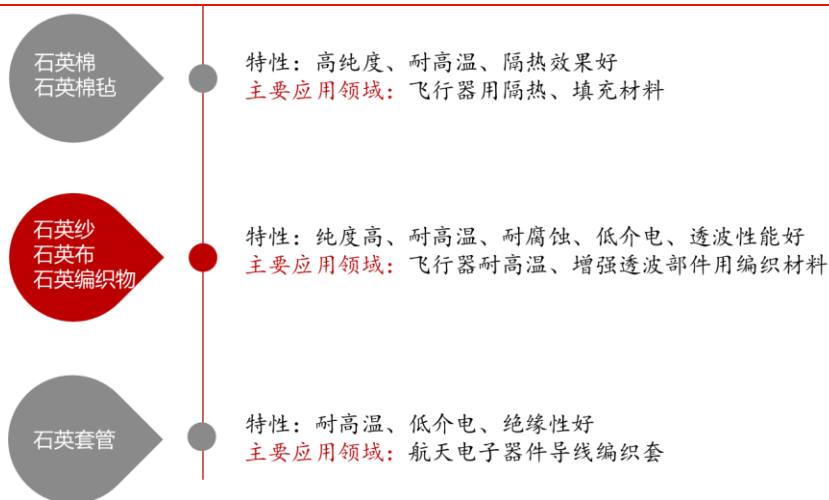 石英棉
石英棉毡
特性：高纯度、耐高温、隔热效果好
主要应用领域：飞行器用隔热、填充材料
石英纱
石英布
石英编织物
特性：纯度高、耐高温、耐腐蚀、低介电、透波性能好
主要应用领域：飞行器耐高温、增强透波部件用编织材料
石英套管
特性：耐高温、低介电、绝缘性好
主要应用领域：航天电子器件导线编织套